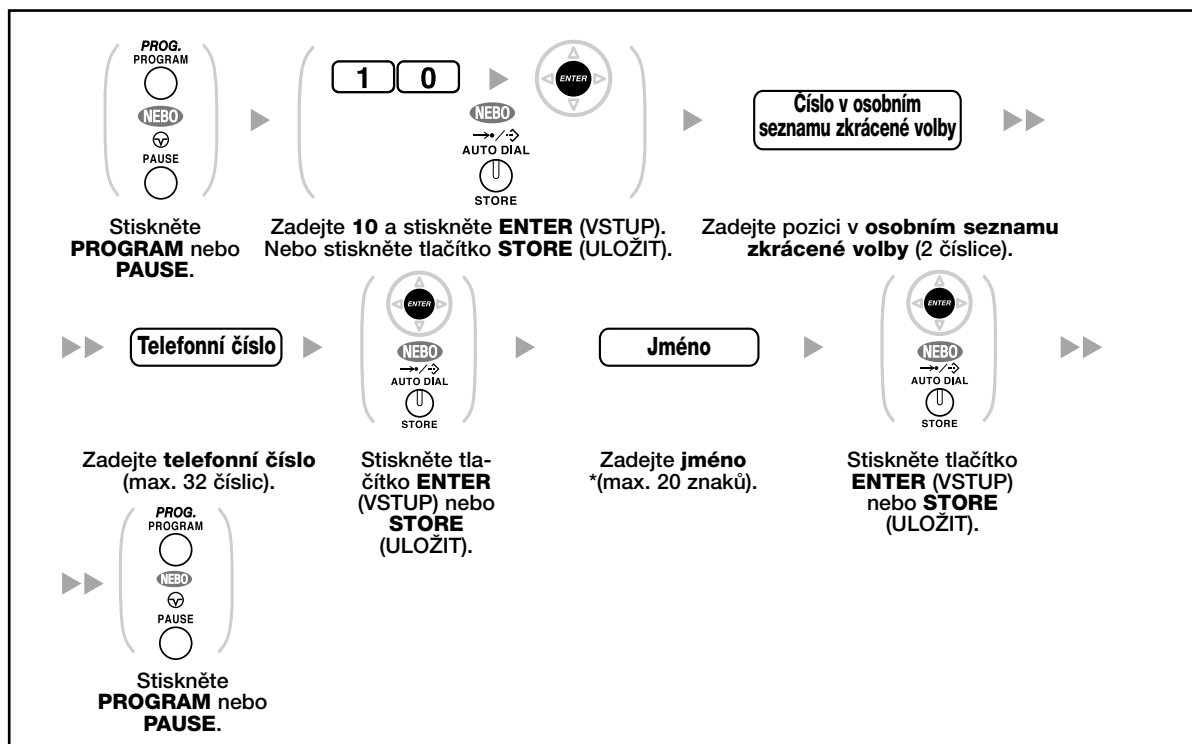 PROG.
PROGRAM
NEBO
PAUSE
Stiskněte
PROGRAM nebo
PAUSE.
1 0
ENTER
NEBO
AUTO DIAL
STORE
Zadejte 10 a stiskněte ENTER (VSTUP).
Nebo stiskněte tlačítko STORE (ULOŽIT).
Číslo v osobním
seznamu zkrácené volby
Zadejte pozici v osobním seznamu
zkrácené volby (2 číslice).
Telefonní číslo
Zadejte telefonní číslo
(max. 32 číslic).
ENTER
NEBO
AUTO DIAL
STORE
Stiskněte tla-
čítko ENTER
(VSTUP) nebo
STORE
(ULOŽIT).
Jméno
Zadejte jméno
*(max. 20 znaků).
ENTER
NEBO
AUTO DIAL
STORE
Stiskněte tlačítko
ENTER (VSTUP)
nebo STORE
(ULOŽIT).
PROG.
PROGRAM
NEBO
PAUSE
Stiskněte
PROGRAM nebo
PAUSE.